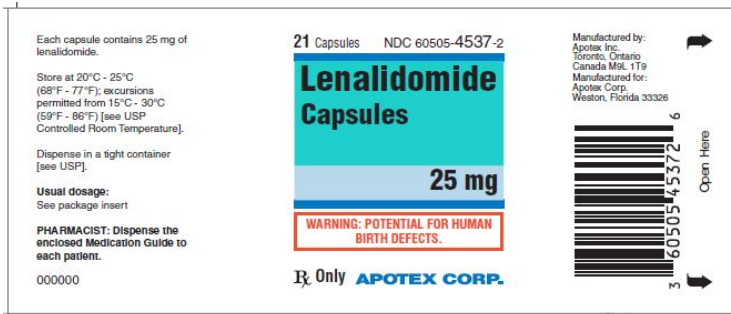 Each capsule contains 25 mg of
lenalidomide.
Store at 20°C - 25°C
(68°F - 77°F); excursions
permitted from 15°C - 30°C
(59°F - 86°F) [see USP
Controlled Room Temperature].
Dispense in a tight container
[see USP].
Usual dosage:
See package insert
PHARMACIST: Dispense the
enclosed Medication Guide to
each patient.
000000
21 Capsules NDC 60505-4537-2
Lenalidomide
Capsules
25 mg
WARNING: POTENTIAL FOR HUMAN
BIRTH DEFECTS.
Rx Only APOTEX CORP.
Manufactured by:
Apotex Inc.
Toronto, Ontario
Canada M9L 1T9
Manufactured for:
Apotex Corp.
Weston, Florida 33326
3 60505 45372 6
Open Here